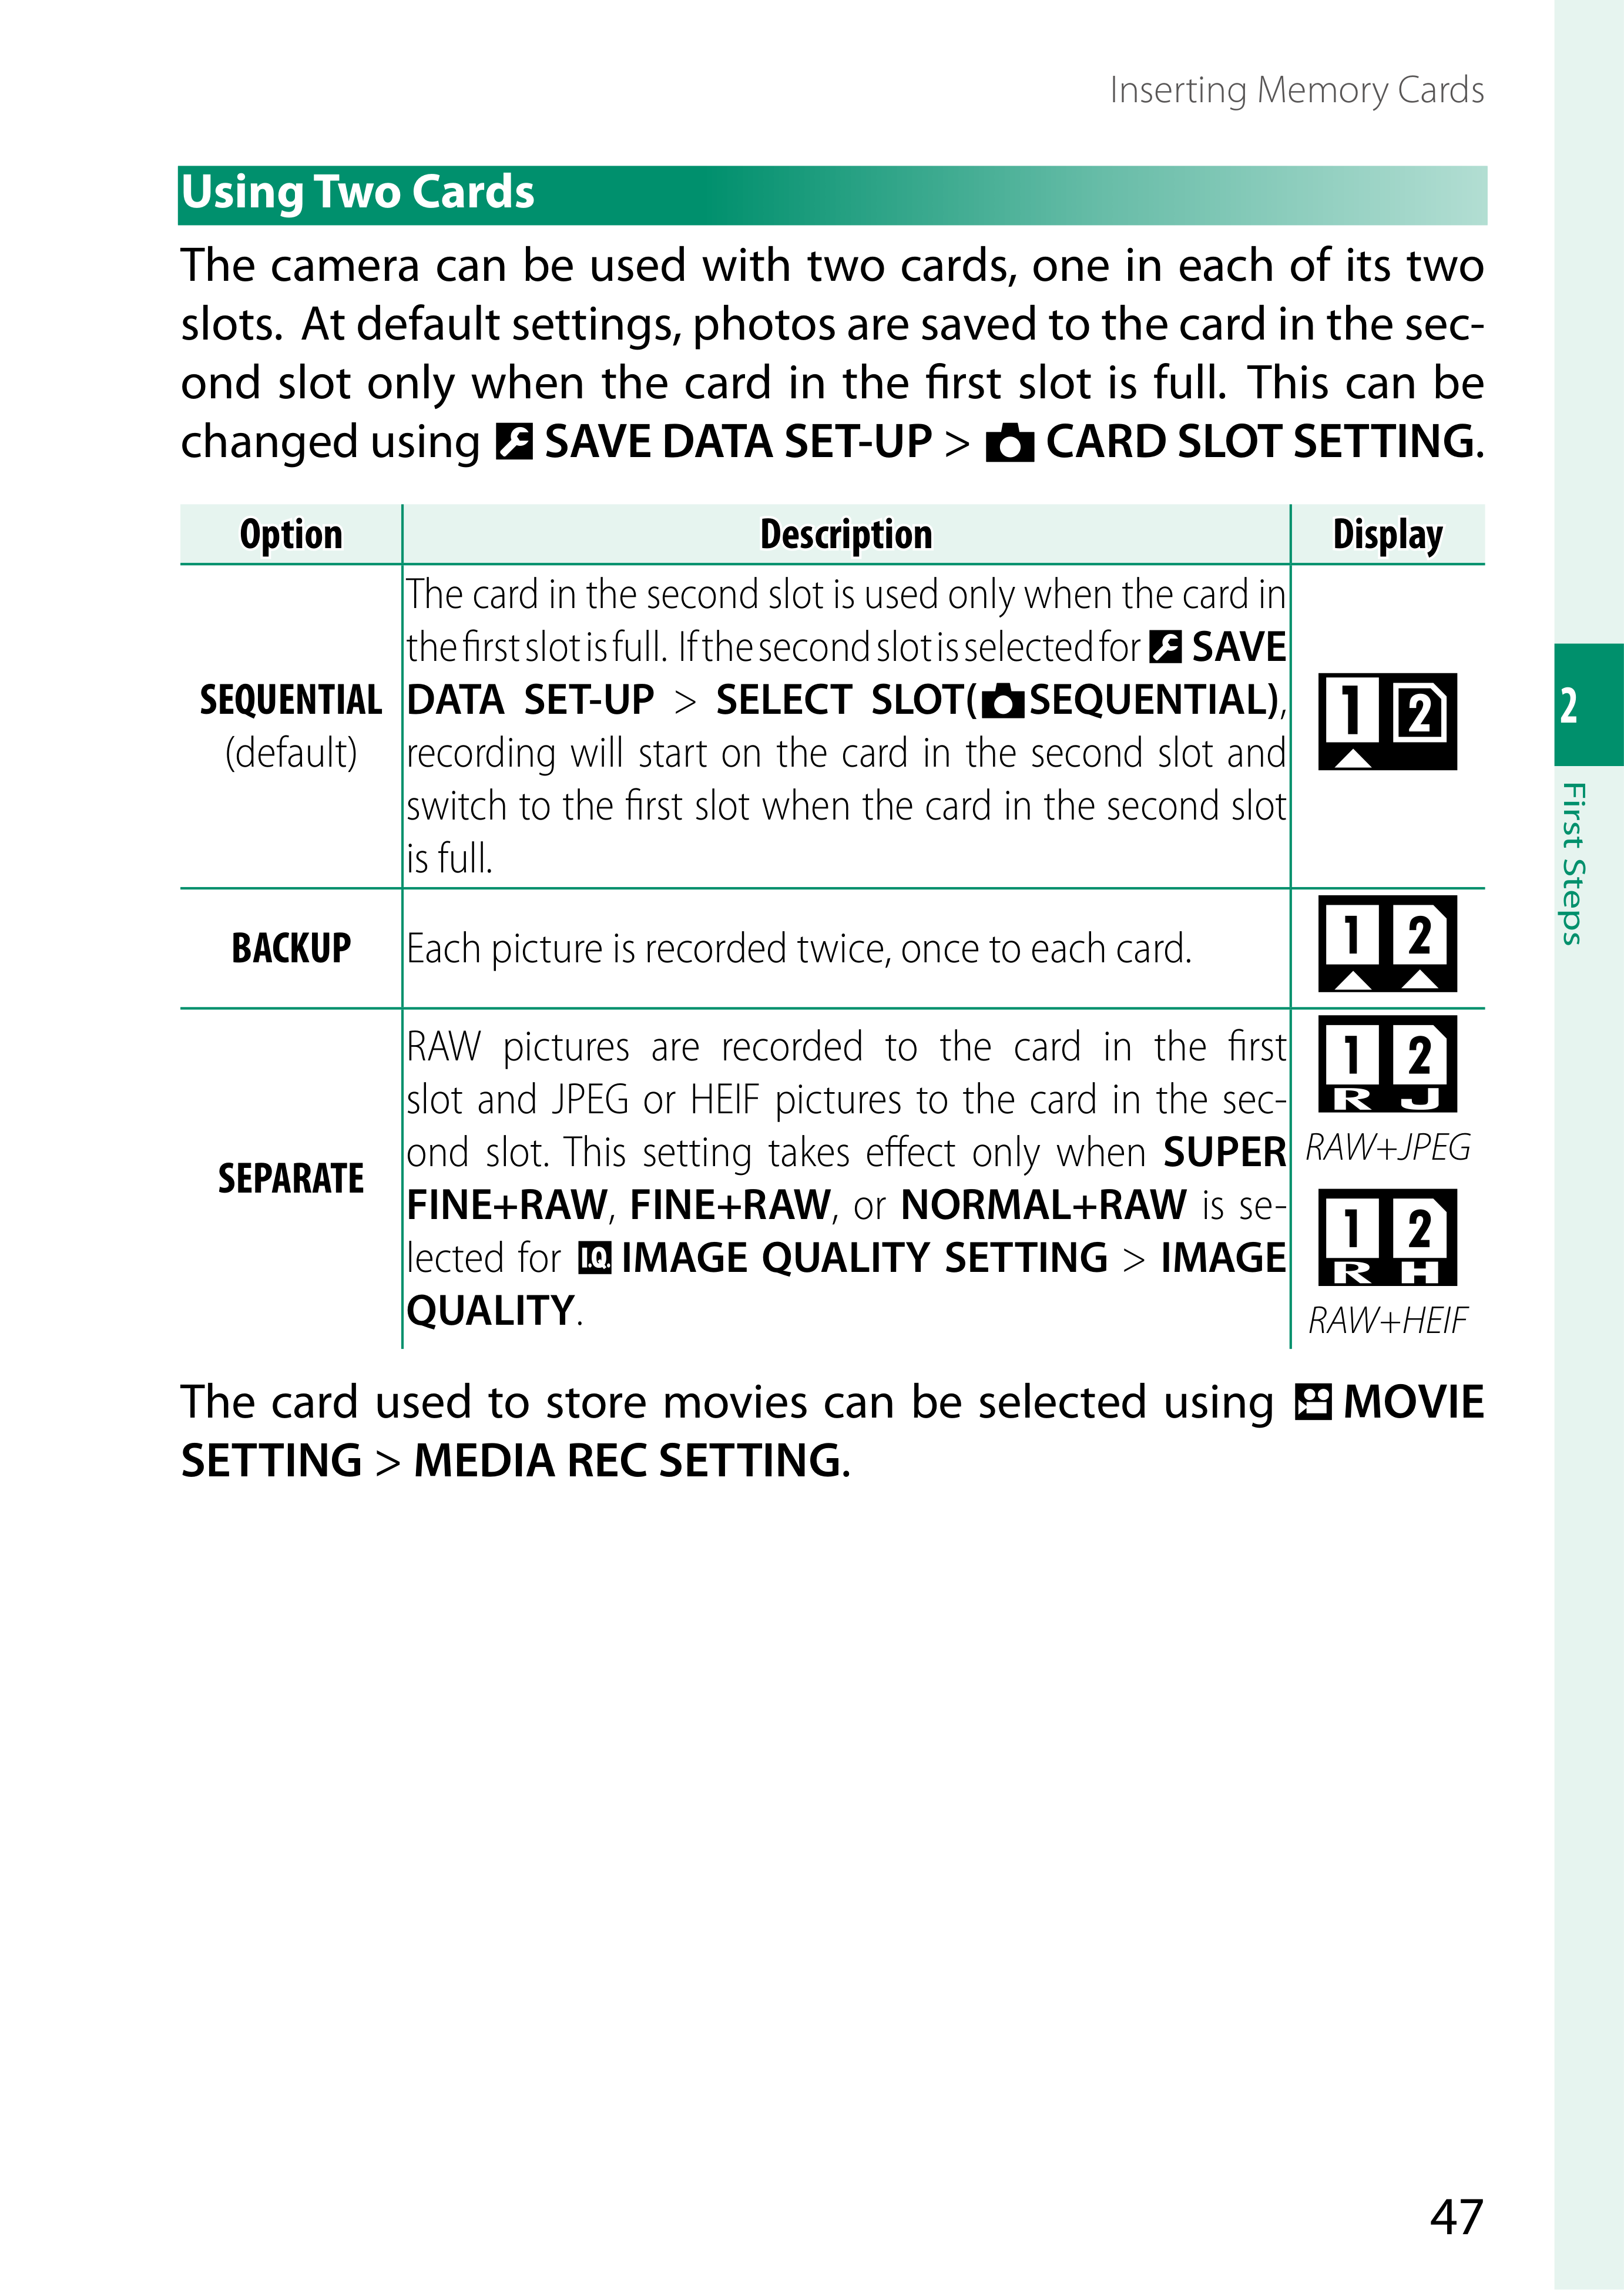 Inserting Memory Cards
Using Two Cards
The camera can be used with two cards, one in each of its two
slots. At default settings, photos are saved to the card in the sec-
ond slot only when the card in the first slot is full. This can be
changed using SAVE DATA SET-UP > CARD SLOT SETTING.
Option Description Display
SEQUENTIAL
(default)
The card in the second slot is used only when the card in
the first slot is full. If the second slot is selected for SAVE
DATA SET-UP > SELECT SLOT(SEQUENTIAL),
recording will start on the card in the second slot and
switch to the first slot when the card in the second slot
is full.
1 2
BACKUP
Each picture is recorded twice, once to each card.
1 2
SEPARATE
RAW pictures are recorded to the card in the first
slot and JPEG or HEIF pictures to the card in the sec-
ond slot. This setting takes effect only when SUPER
FINE+RAW, FINE+RAW, or NORMAL+RAW is se-
lected for I.Q. IMAGE QUALITY SETTING > IMAGE
QUALITY.
1 2
R J
RAW+JPEG
1 2
R H
RAW+HEIF
The card used to store movies can be selected using MOVIE
SETTING > MEDIA REC SETTING.
2
First Steps
47